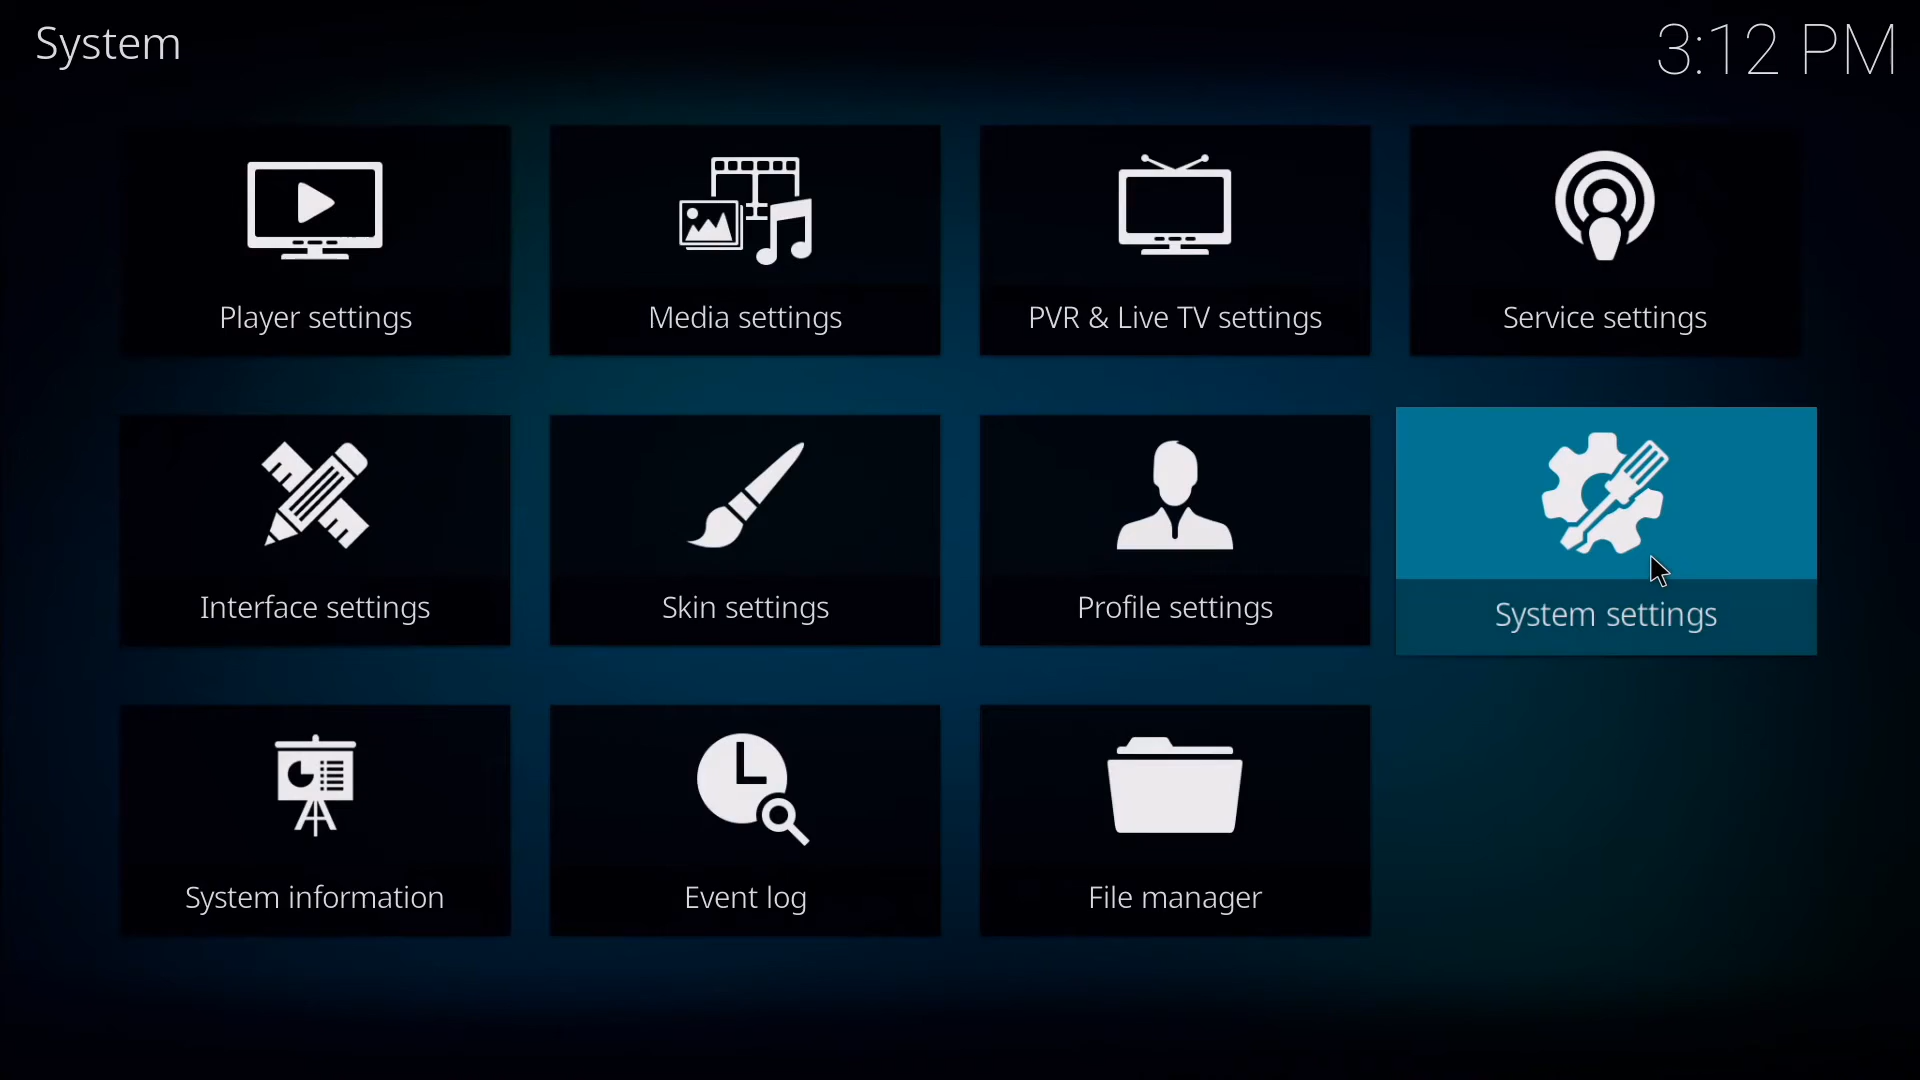 System
3:12 PM
Player settings
Media settings
PVR & Live TV settings
Service settings
Interface settings
Skin settings
Profile settings
System settings
System information
Event log
File manager